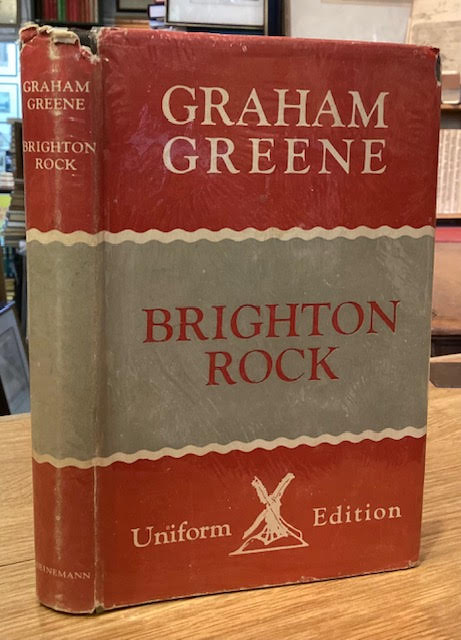 GRAHAM
GREENE
BRIGHTON
ROCK
HEINEMANN
GRAHAM
GREENE
BRIGHTON
ROCK
Uniform Edition